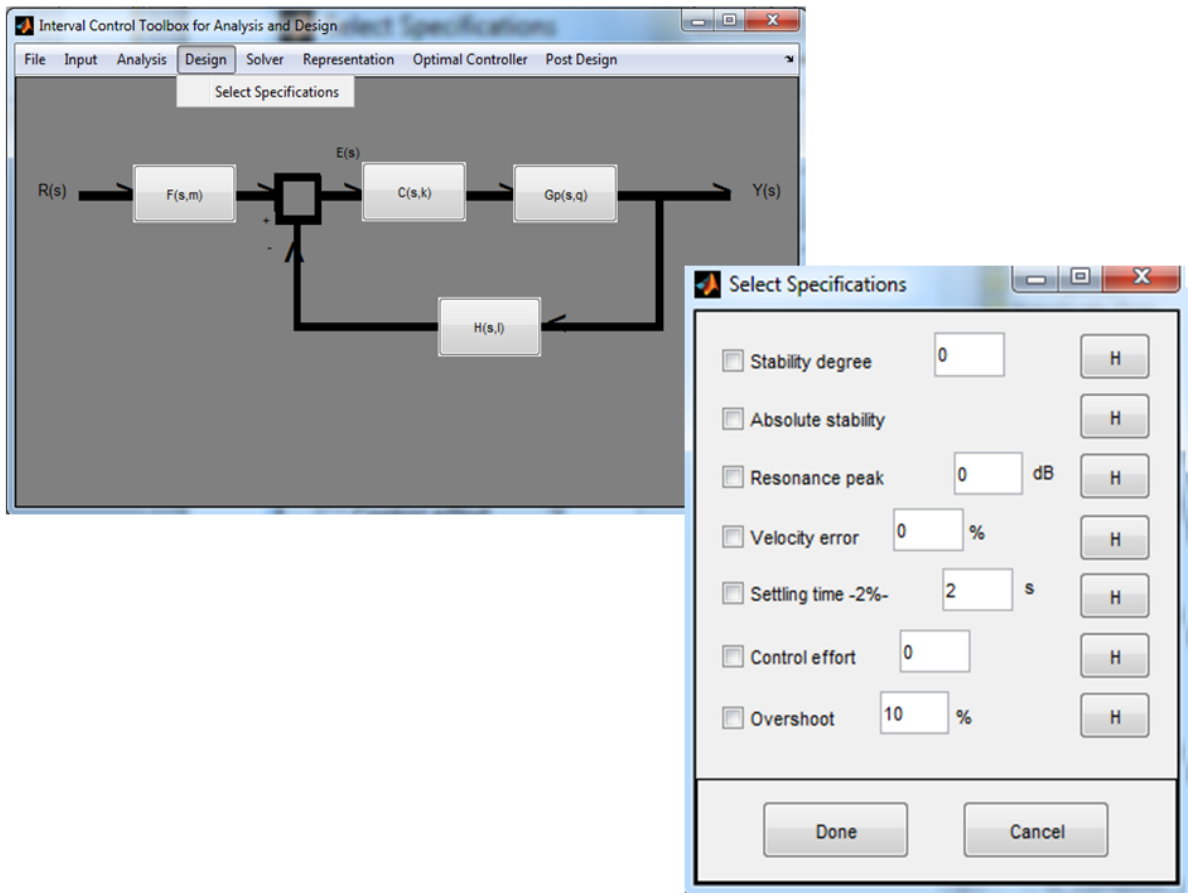 Interval Control Toolbox for Analysis and Design
File Input Analysis Design Solver Representation Optimal Controller Post Design
Select Specifications
E(s)
R(s) F(s,m) C(s,k) Gp(s,q) Y(s)
+
-
H(s,l)
Select Specifications
Stability degree 0 H
Absolute stability H
Resonance peak 0 dB H
Velocity error 0 % H
Settling time -2%- 2 s H
Control effort 0 H
Overshoot 10 % H
Done Cancel